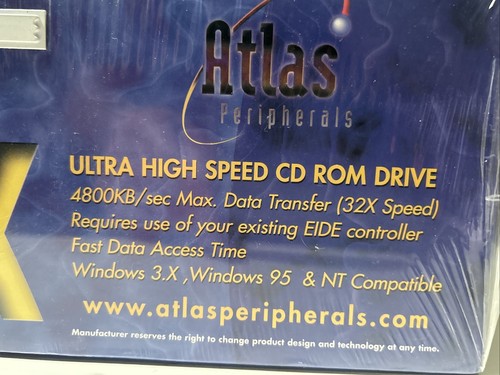 Atlas
Peripherals
ULTRA HIGH SPEED CD ROM DRIVE
4800KB/sec Max. Data Transfer (32X Speed)
Requires use of your existing EIDE controller
Fast Data Access Time
Windows 3.X ,Windows 95 & NT Compatible
www.atlasperipherals.com
Manufacturer reserves the right to change product design and technology at any time.